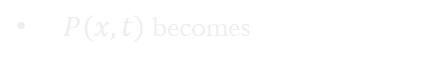 • P(x, t) becomes